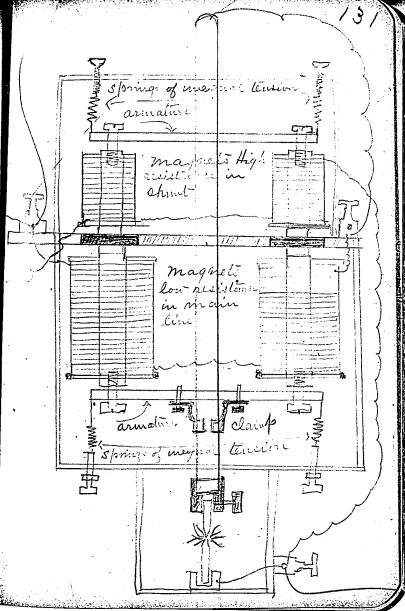 131
springs of unequal tension
armature
magnets High
resistance in
shunt
magnets
low resistance
in main
line
armature clamp
springs of unequal tension